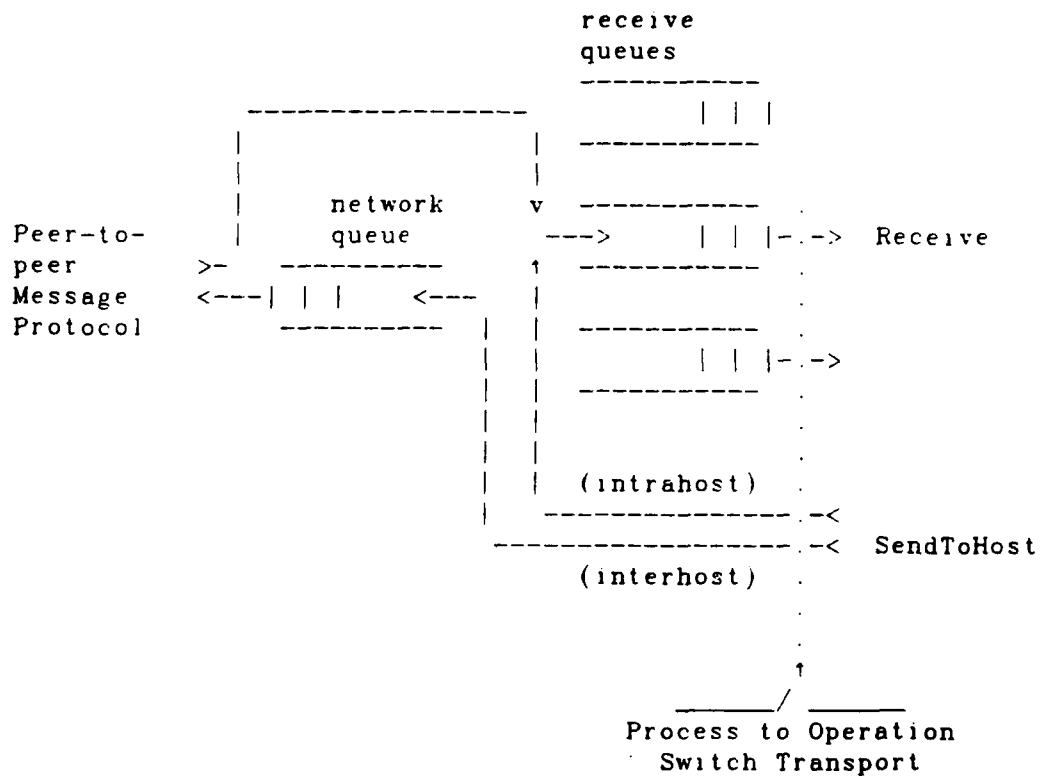 receive
queues
network
queue
Peer-to-
peer
Message
Protocol
Receive
(intrahost)
SendToHost
(interhost)
Process to Operation
Switch Transport